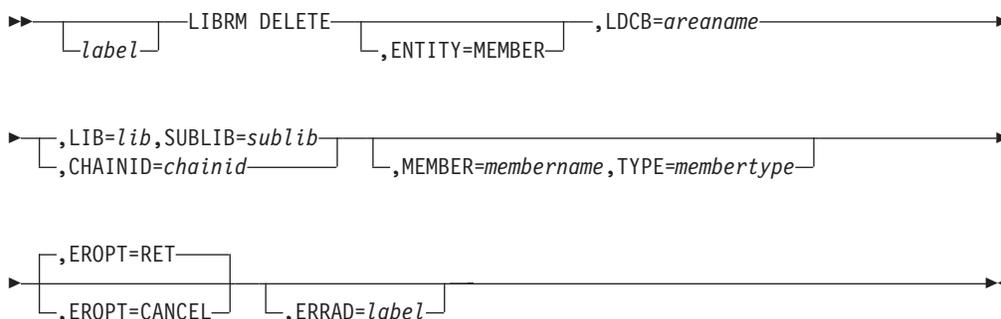 LIBRM DELETE ,LDCB=areaname
label ,ENTITY=MEMBER
,LIB=lib,SUBLIB=sublib
,CHAINID=chainid ,MEMBER=membername,TYPE=membertype
,EROPT=RET
,EROPT=CANCEL ,ERRAD=label